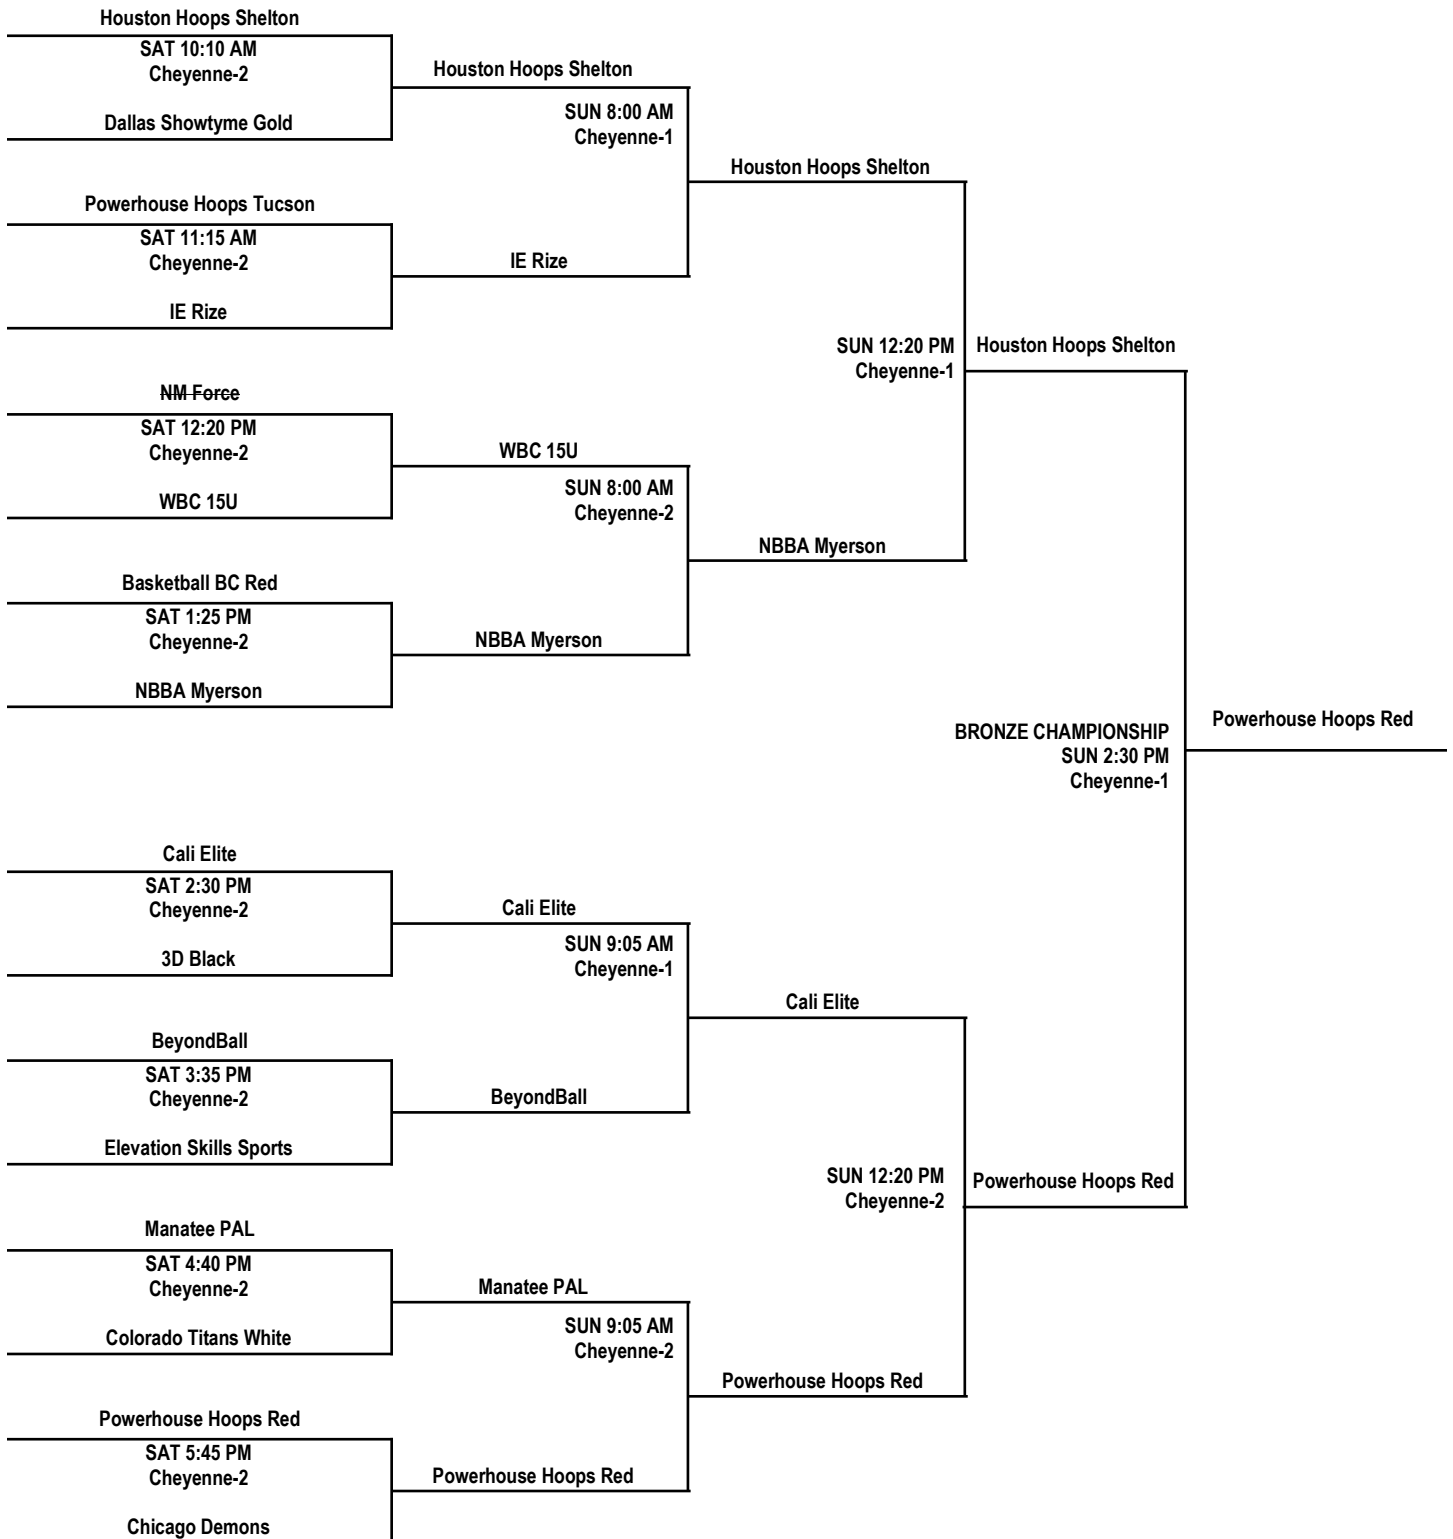 Houston Hoops Shelton
SAT 10:10 AM
Cheyenne-2
Dallas Showtyme Gold
Powerhouse Hoops Tucson
SAT 11:15 AM
Cheyenne-2
IE Rize
NM Force
SAT 12:20 PM
Cheyenne-2
WBC 15U
Basketball BC Red
SAT 1:25 PM
Cheyenne-2
NBBA Myerson
Cali Elite
SAT 2:30 PM
Cheyenne-2
3D Black
BeyondBall
SAT 3:35 PM
Cheyenne-2
Elevation Skills Sports
Manatee PAL
SAT 4:40 PM
Cheyenne-2
Colorado Titans White
Powerhouse Hoops Red
SAT 5:45 PM
Cheyenne-2
Chicago Demons
Houston Hoops Shelton
SUN 8:00 AM
Cheyenne-1
IE Rize
WBC 15U
SUN 8:00 AM
Cheyenne-2
NBBA Myerson
Cali Elite
SUN 9:05 AM
Cheyenne-1
BeyondBall
Manatee PAL
SUN 9:05 AM
Cheyenne-2
Powerhouse Hoops Red
Houston Hoops Shelton
SUN 12:20 PM
Cheyenne-1
NBBA Myerson
Cali Elite
SUN 12:20 PM
Cheyenne-2
Powerhouse Hoops Red
Houston Hoops Shelton
BRONZE CHAMPIONSHIP
SUN 2:30 PM
Cheyenne-1
Powerhouse Hoops Red
Powerhouse Hoops Red